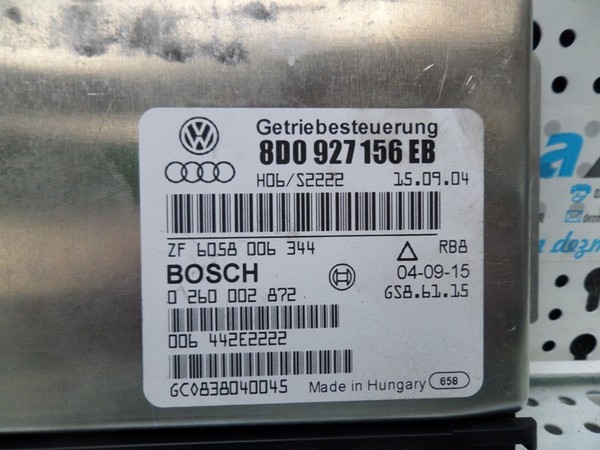 Getriebesteuerung
8D0 927 156 EB
H06/S2222 15.09.04
ZF 6058 006 344 RB8
BOSCH 04-09-15
0 260 002 872 GS8.61.15
006 442E2222
GC0838040045 Made in Hungary 658